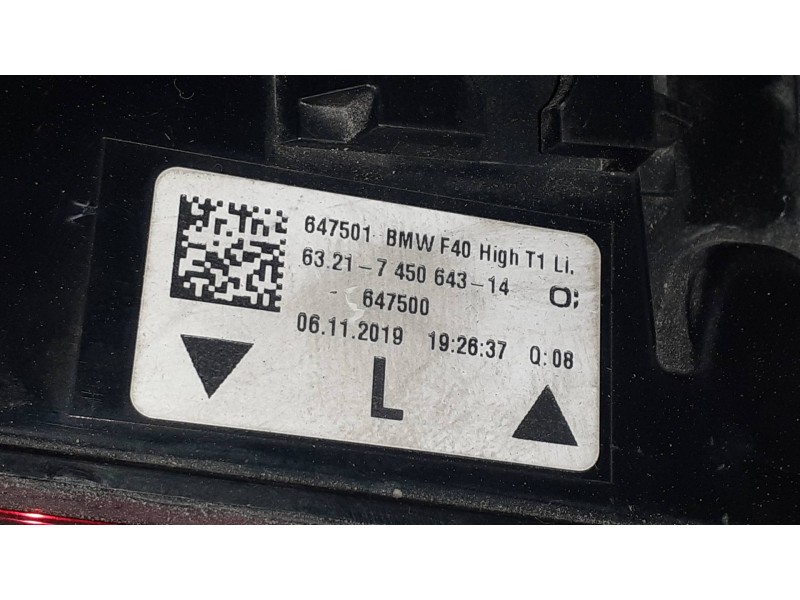 647501 BMW F40 High T1 Li.
63.21-7 450 643-14
- 647500
06.11.2019 19:26:37 Q:08
L